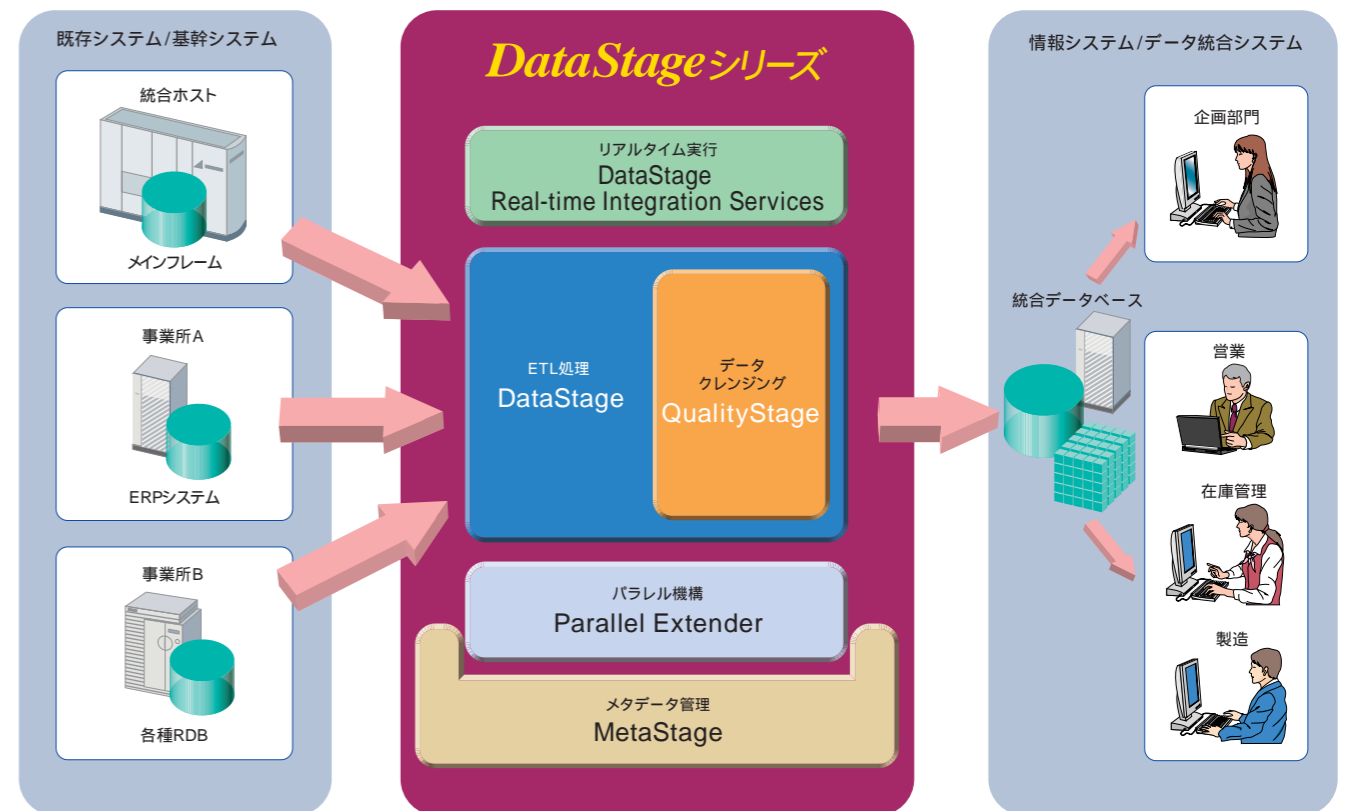 既存システム/基幹システム
統合ホスト
メインフレーム
事業所A
ERPシステム
事業所B
各種RDB
DataStageシリーズ
リアルタイム実行
DataStage
Real-time Integration Services
ETL処理
DataStage
データ
クレンジング
QualityStage
パラレル機構
Parallel Extender
メタデータ管理
MetaStage
情報システム/データ統合システム
統合データベース
企画部門
営業
在庫管理
製造